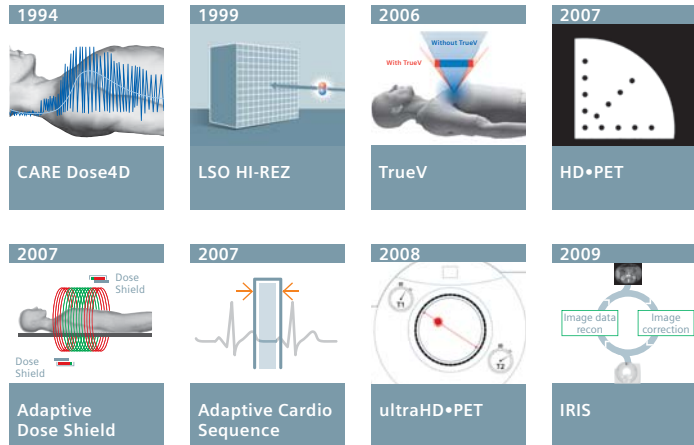 1994
CARE Dose4D
1999
LSO HI-REZ
2006
Without TrueV
With TrueV
TrueV
2007
HD•PET
2007
Dose
Shield
Dose
Shield
Adaptive
Dose Shield
2007
Adaptive Cardio
Sequence
2008
T1
T2
ultraHD•PET
2009
Image data
recon
Image
correction
IRIS